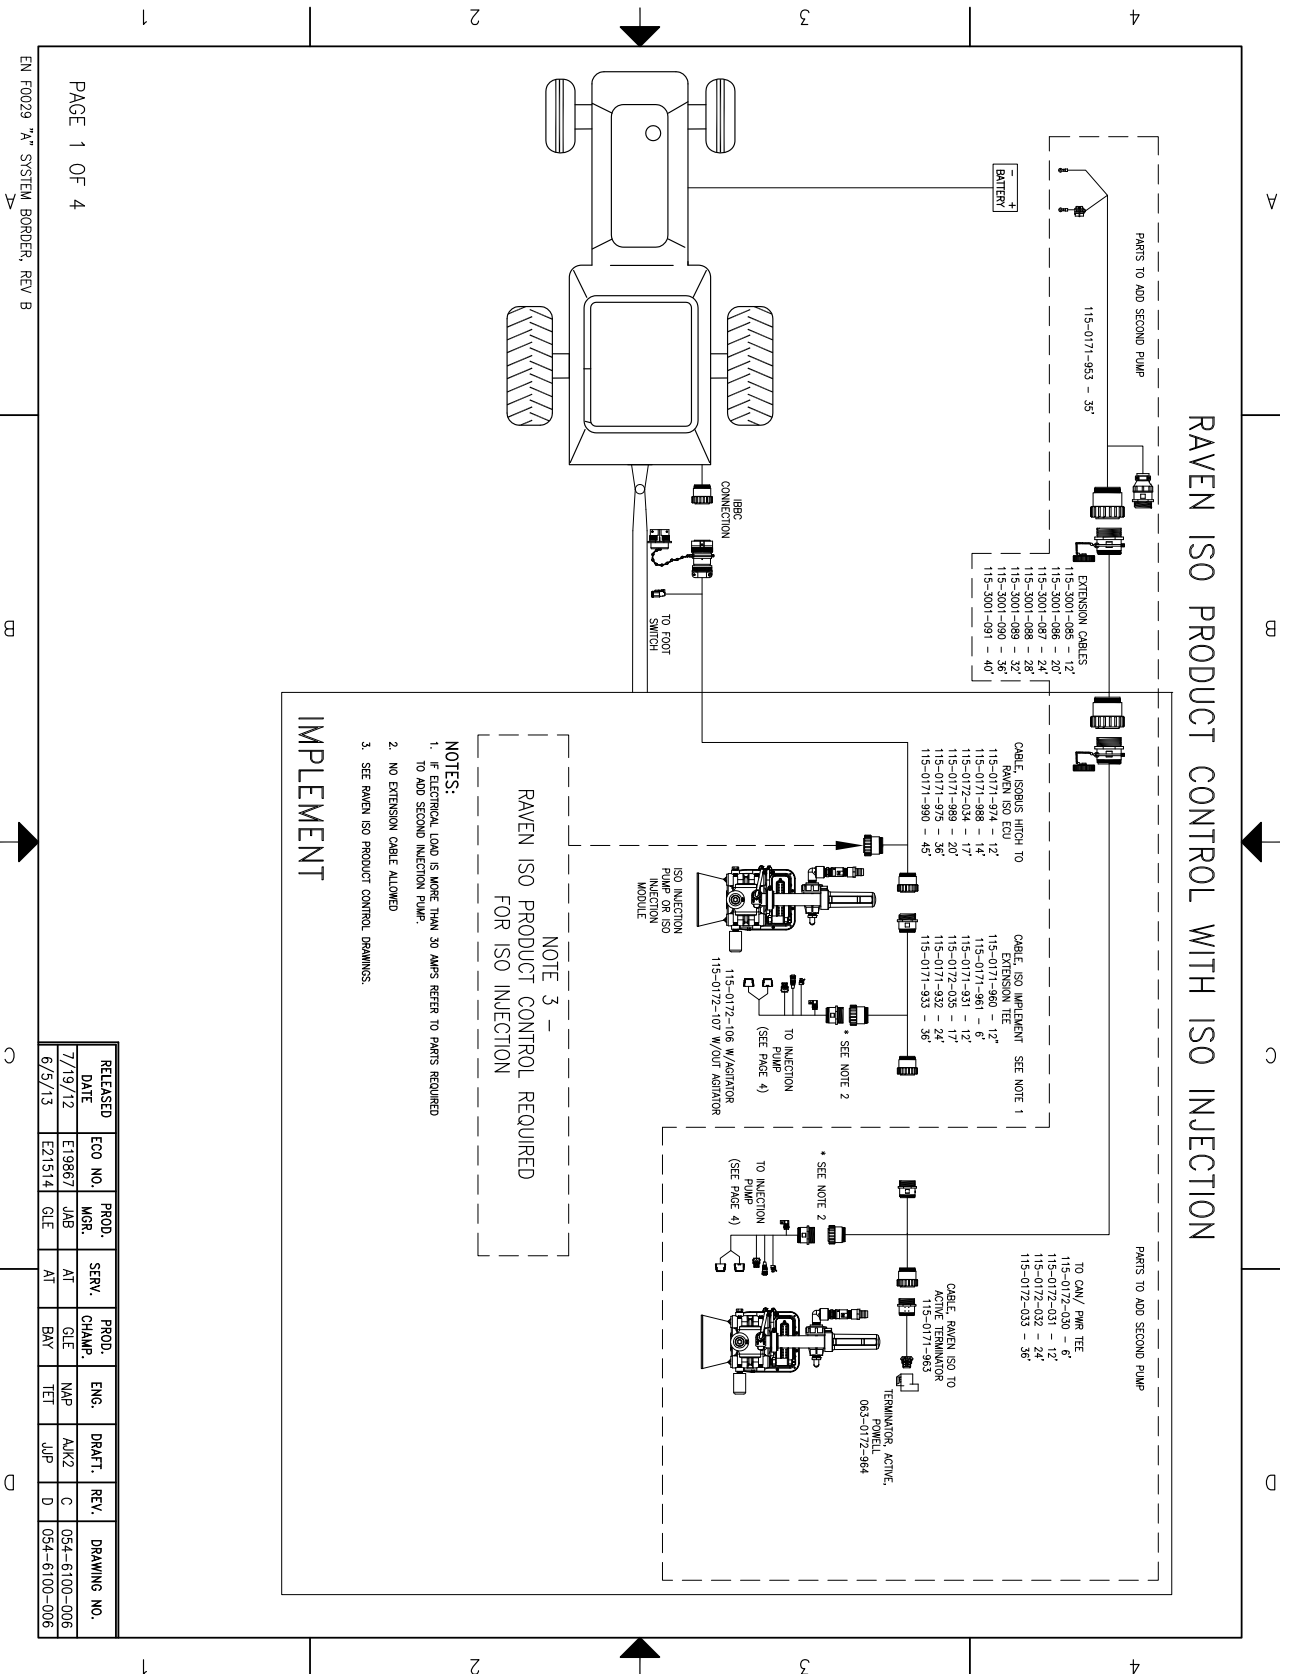 RAVEN ISO PRODUCT CONTROL WITH ISO INJECTION
PARTS TO ADD SECOND PUMP
115-0171-953 - 35'
- BATTERY +
EXTENSION CABLES
115-3001-085 - 12'
115-3001-086 - 20'
115-3001-087 - 24'
115-3001-088 - 28'
115-3001-089 - 32'
115-3001-090 - 36'
115-3001-091 - 40'
IBBC
CONNECTION
TO FOOT
SWITCH
CABLE, ISOBUS HITCH TO
RAVEN ISO ECU
115-0171-974 - 12'
115-0171-988 - 14'
115-0172-034 - 17'
115-0171-989 - 20'
115-0171-975 - 36'
115-0171-990 - 45'
CABLE, ISO IMPLEMENT SEE NOTE 1
EXTENSION TEE
115-0171-960 - 12"
115-0171-961 - 6'
115-0171-931 - 12'
115-0172-035 - 17'
115-0171-932 - 24'
115-0171-933 - 36'
PARTS TO ADD SECOND PUMP
TO CAN/ PWR TEE
115-0172-030 - 6'
115-0172-031 - 12'
115-0172-032 - 24'
115-0172-033 - 36'
CABLE, RAVEN ISO TO
ACTIVE TERMINATOR
115-0171-963
TERMINATOR, ACTIVE,
POWELL
063-0172-964
* SEE NOTE 2
TO INJECTION
PUMP
(SEE PAGE 4)
* SEE NOTE 2
TO INJECTION
PUMP
(SEE PAGE 4)
115-0172-106 W/AGITATOR
115-0172-107 W/OUT AGITATOR
ISO INJECTION
PUMP OR ISO
INJECTION
MODULE
NOTE 3 -
RAVEN ISO PRODUCT CONTROL REQUIRED
FOR ISO INJECTION
NOTES:
1. IF ELECTRICAL LOAD IS MORE THAN 30 AMPS REFER TO PARTS REQUIRED
TO ADD SECOND INJECTION PUMP.
2. NO EXTENSION CABLE ALLOWED
3. SEE RAVEN ISO PRODUCT CONTROL DRAWINGS.
IMPLEMENT
PAGE 1 OF 4
RELEASED DATE ECO NO. PROD. MGR. SERV. PROD. CHAMP. ENG. DRAFT. REV. DRAWING NO.
7/19/12 E19867 JAB AT GLE NAP AJK2 C 054-6100-006
6/5/13 E21514 GLE AT BAY TET JJP D 054-6100-006
EN F0029 "A" SYSTEM BORDER, REV B
A B C D
A B C D
4 3 2 1
4 3 2 1